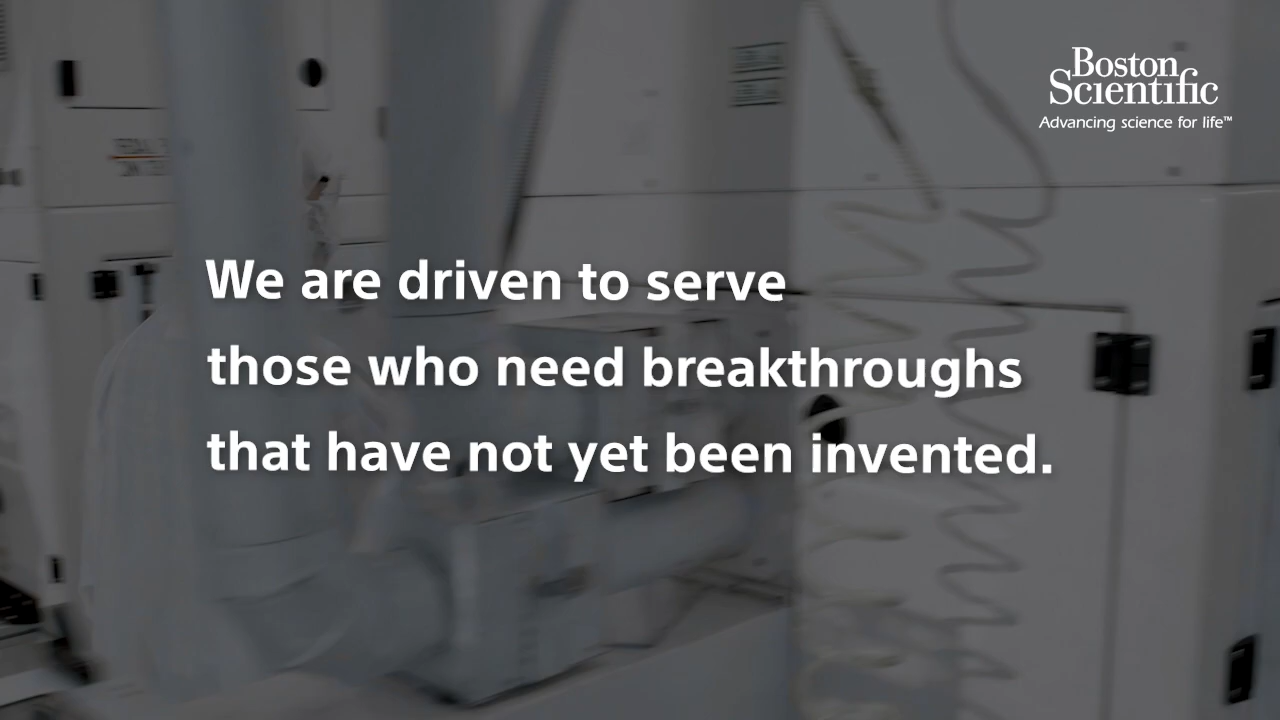 Boston
Scientific
Advancing science for life™
We are driven to serve
those who need breakthroughs
that have not yet been invented.